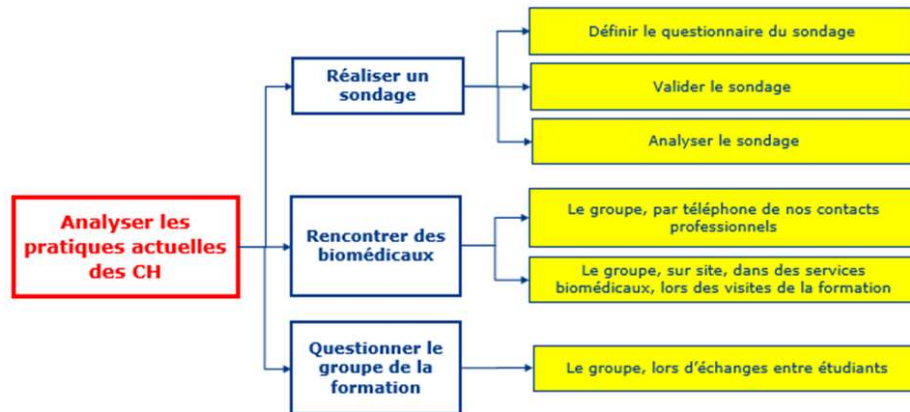 Définir le questionnaire du sondage
Réaliser un
sondage
Valider le sondage
Analyser le sondage
Analyser les
pratiques actuelles
des CH
Rencontrer des
biomédicaux
Le groupe, par téléphone de nos contacts
professionnels
Le groupe, sur site, dans des services
biomédicaux, lors des visites de la formation
Questionner le
groupe de la
formation
Le groupe, lors d'échanges entre étudiants